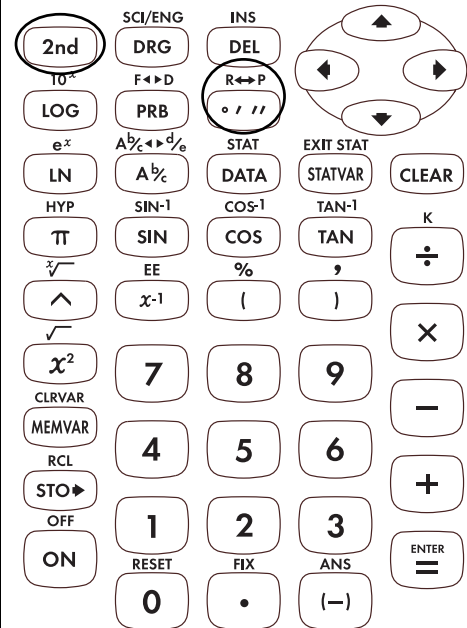 SCI/ENG INS
2nd DRG DEL
10ˣ F◂▸D R↔P
LOG PRB ° ′ ″
eˣ Ab⁄c◂▸d⁄e STAT EXIT STAT
LN Ab⁄c DATA STATVAR CLEAR
HYP SIN-1 COS-1 TAN-1 K
π SIN COS TAN ÷
ˣ√ EE % ,
^ x-1 ( )
√ ×
x² 7 8 9
CLRVAR −
MEMVAR 4 5 6
RCL
STO▸ +
OFF 1 2 3
ON RESET FIX ANS ENTER
0 . (−) =